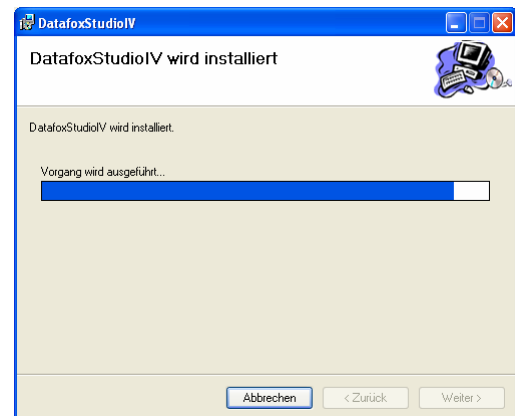 DatafoxStudioIV
DatafoxStudioIV wird installiert
DatafoxStudioIV wird installiert.
Vorgang wird ausgeführt...
Abbrechen
< Zurück
Weiter >